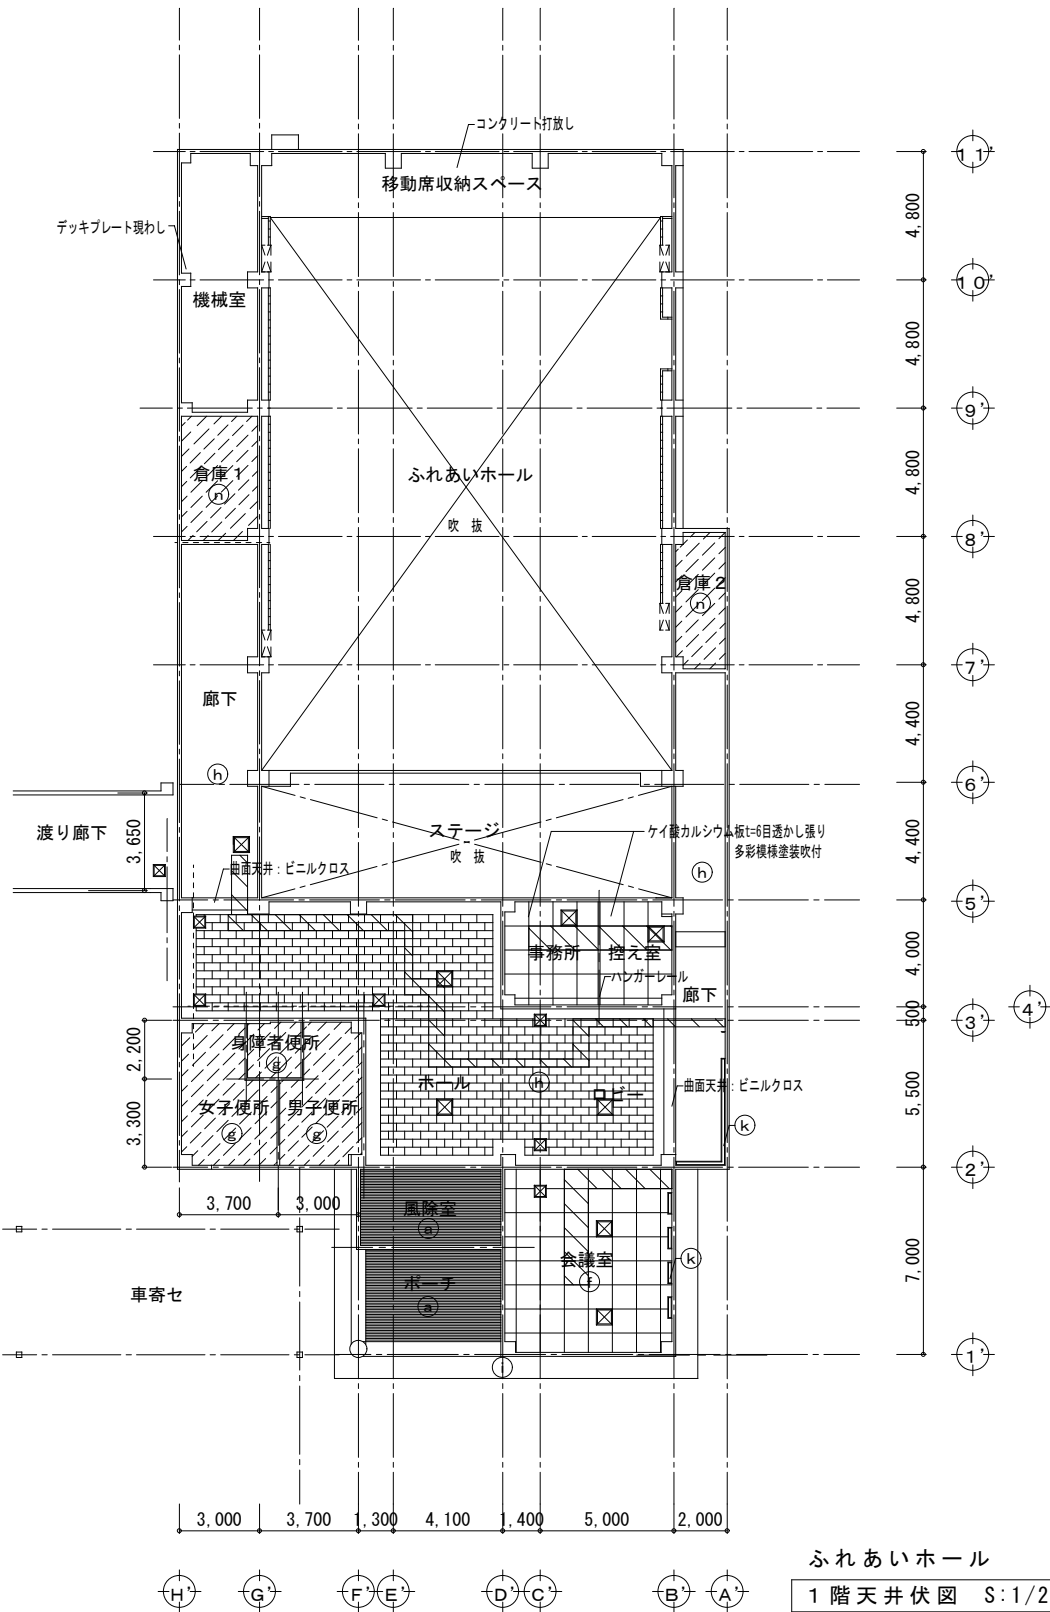 コンクリート打放し
移動席収納スペース
デッキプレート現わし
機械室
倉庫1
n
ふれあいホール
吹 抜
倉庫2
n
廊下
h
渡り廊下
3,650
ステージ
吹 抜
ケイ酸カルシウム板t=6目透かし張り
多彩模様塗装吹付
h
曲面天井：ビニルクロス
事務所
控え室
ハンガーレール
廊下
身障者便所
g
女子便所
g
男子便所
g
ホール
h
ロビー
曲面天井：ビニルクロス
k
2,200
3,300
3,700
3,000
風除室
a
ポーチ
a
会議室
f
k
車寄セ
i
11'
4,800
10'
4,800
9'
4,800
8'
4,800
7'
4,400
6'
4,400
5'
4,000
4'
500
3'
5,500
2'
7,000
1'
3,000
3,700
1,300
4,100
1,400
5,000
2,000
H'
G'
F'
E'
D'
C'
B'
A'
ふれあいホール
1階天井伏図 S:1/2